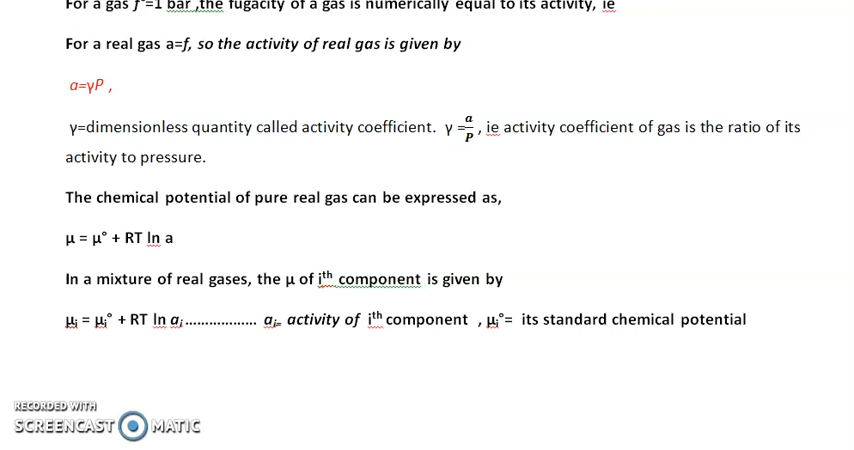 For a gas f°=1 bar ,the fugacity of a gas is numerically equal to its activity, ie
For a real gas a=f, so the activity of real gas is given by
a=γP ,
γ=dimensionless quantity called activity coefficient. γ = a/P , ie activity coefficient of gas is the ratio of its
activity to pressure.
The chemical potential of pure real gas can be expressed as,
μ = μ° + RT ln a
In a mixture of real gases, the μ of iᵗʰ component is given by
μᵢ = μᵢ° + RT ln aᵢ.................. aᵢ= activity of iᵗʰ component , μᵢ°= its standard chemical potential
RECORDED WITH
SCREENCAST MATIC